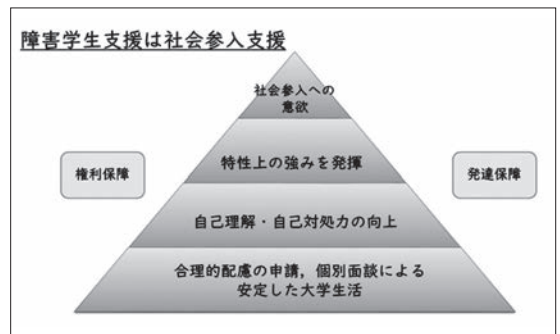 障害学生支援は社会参入支援
社会参入への
意欲
特性上の強みを発揮
権利保障
発達保障
自己理解・自己対処力の向上
合理的配慮の申請，個別面談による
安定した大学生活